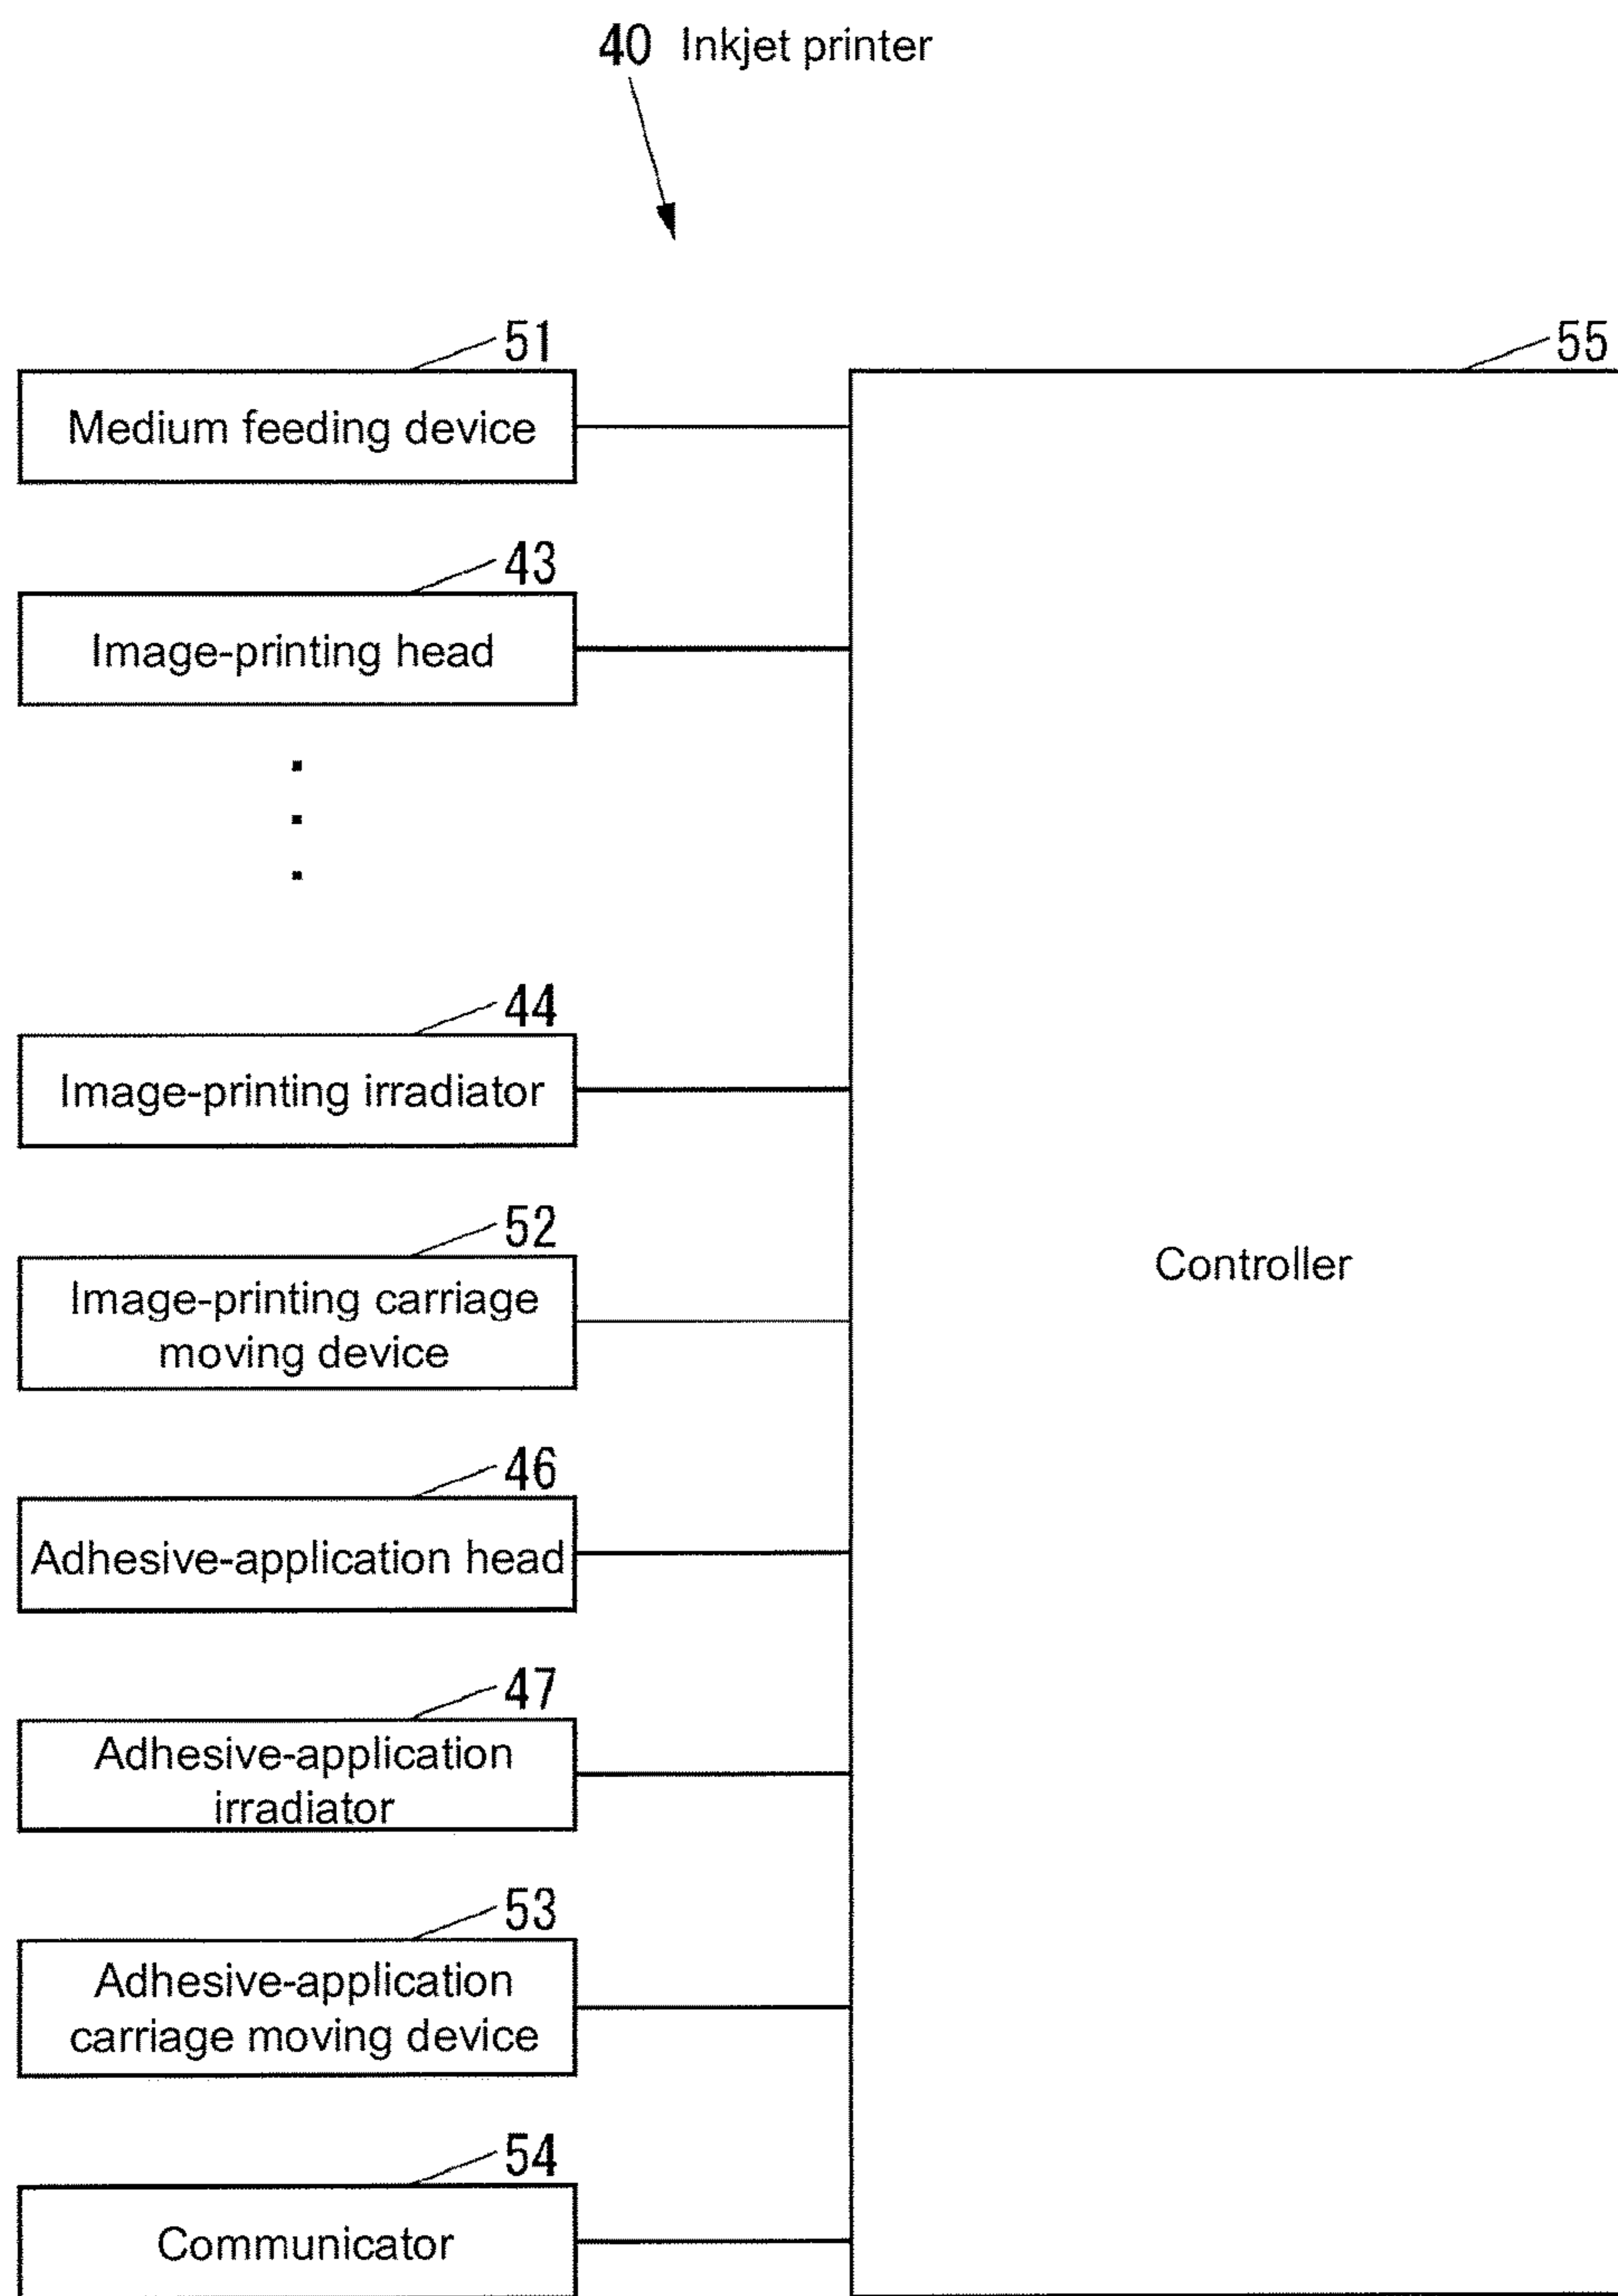 40 Inkjet printer
51
55
Medium feeding device
43
Image-printing head
44
Image-printing irradiator
52
Image-printing carriage
moving device
Controller
46
Adhesive-application head
47
Adhesive-application
irradiator
53
Adhesive-application
carriage moving device
54
Communicator